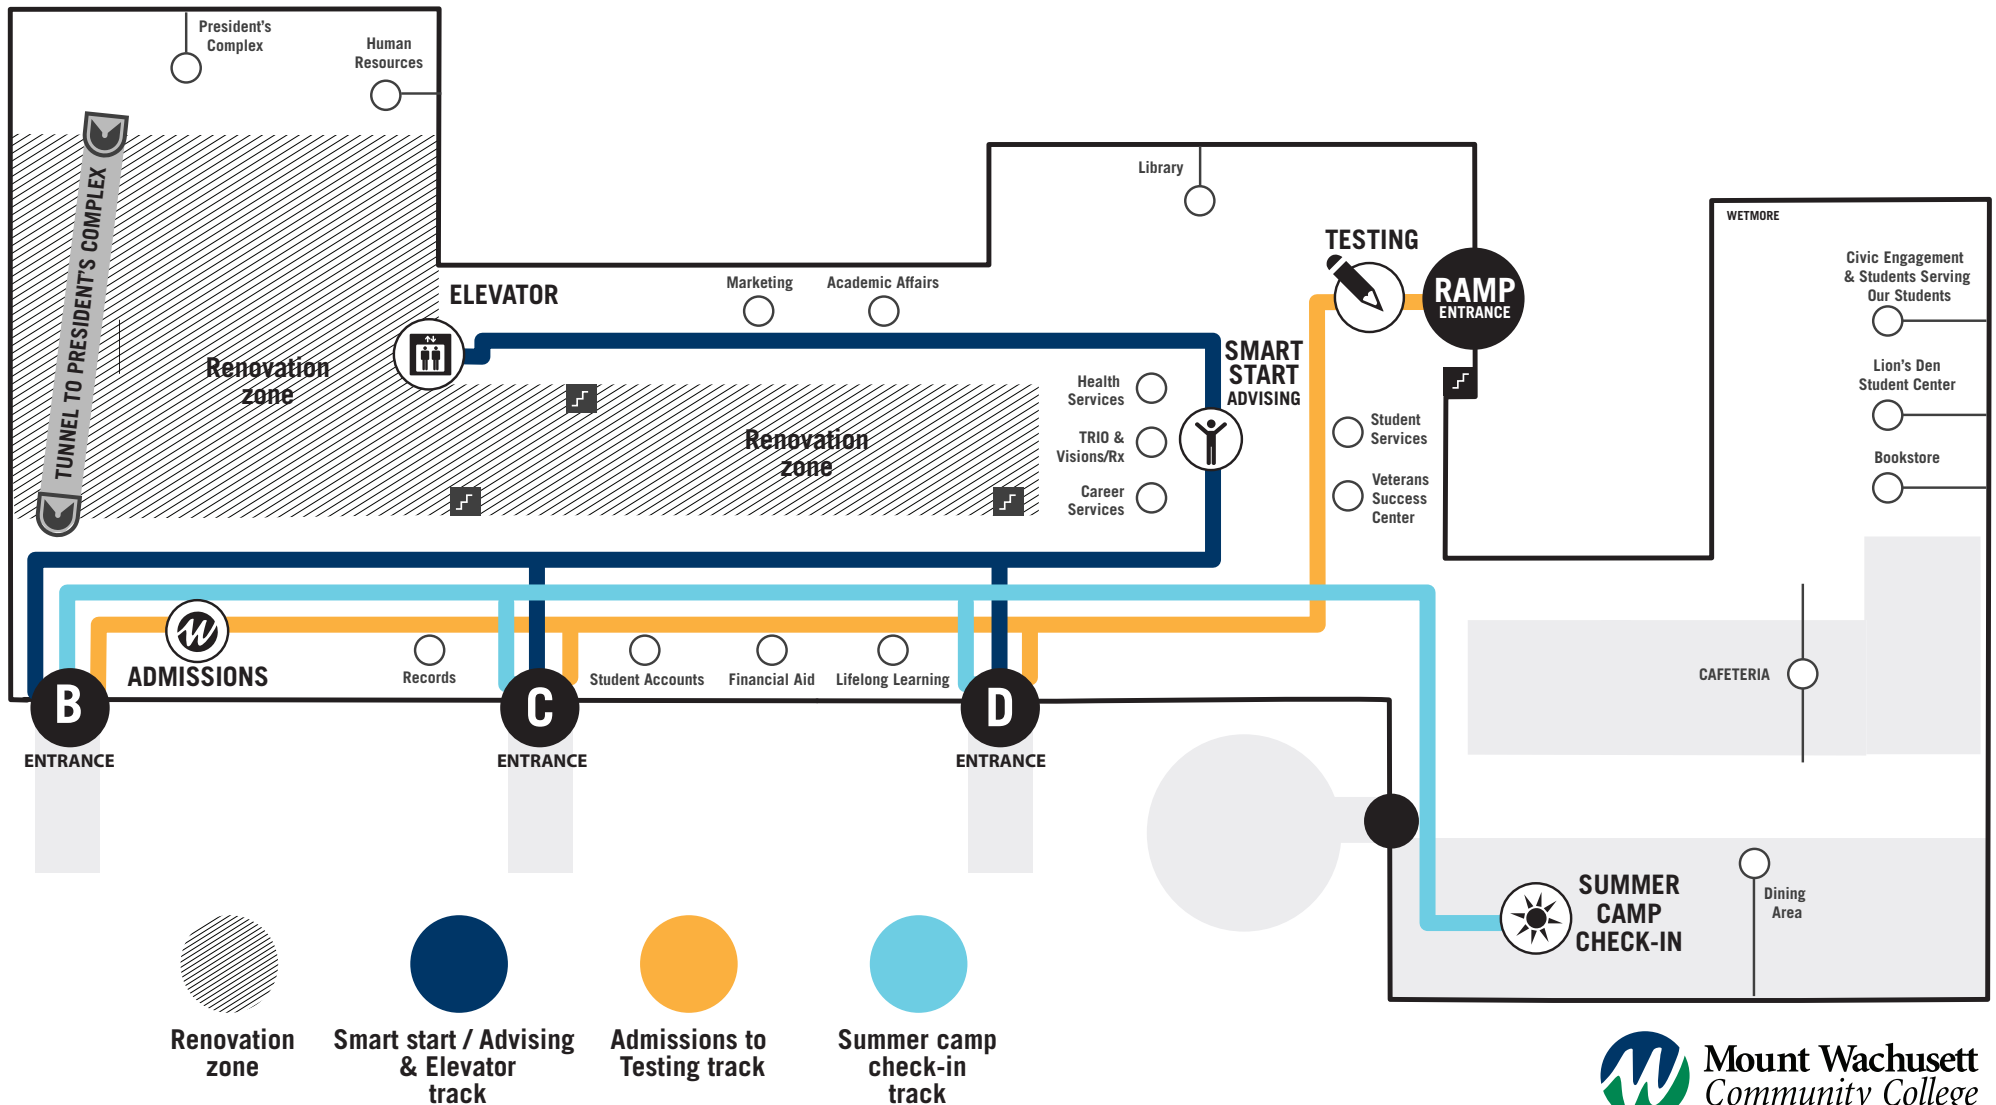 President's
Complex
Human
Resources
TUNNEL TO PRESIDENT'S COMPLEX
Renovation
zone
ELEVATOR
Marketing
Academic Affairs
Library
TESTING
RAMP
ENTRANCE
WETMORE
Civic Engagement
& Students Serving
Our Students
Lion's Den
Student Center
Bookstore
SMART
START
ADVISING
Health
Services
TRIO &
Visions/Rx
Career
Services
Renovation
zone
Student
Services
Veterans
Success
Center
ADMISSIONS
Records
Student Accounts
Financial Aid
Lifelong Learning
CAFETERIA
B
ENTRANCE
C
ENTRANCE
D
ENTRANCE
SUMMER
CAMP
CHECK-IN
Dining
Area
Renovation
zone
Smart start / Advising
& Elevator
track
Admissions to
Testing track
Summer camp
check-in
track
Mount Wachusett
Community College